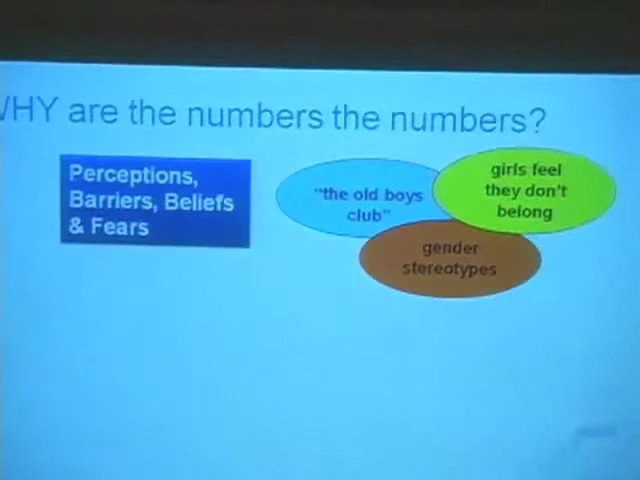 WHY are the numbers the numbers?
Perceptions,
Barriers, Beliefs
& Fears
"the old boys
club"
girls feel
they don't
belong
gender
stereotypes